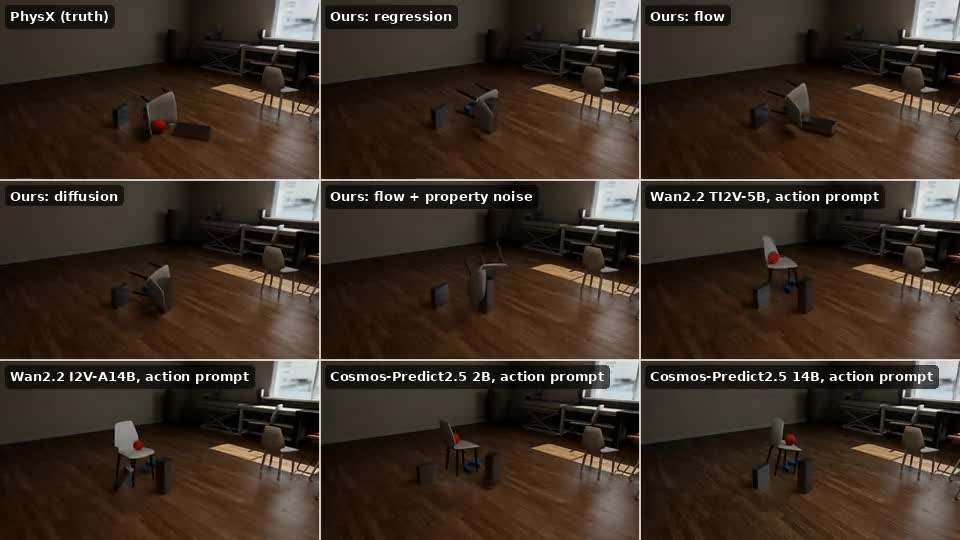 PhysX (truth)
Ours: regression
Ours: flow
Ours: diffusion
Ours: flow + property noise
Wan2.2 TI2V-5B, action prompt
Wan2.2 I2V-A14B, action prompt
Cosmos-Predict2.5 2B, action prompt
Cosmos-Predict2.5 14B, action prompt